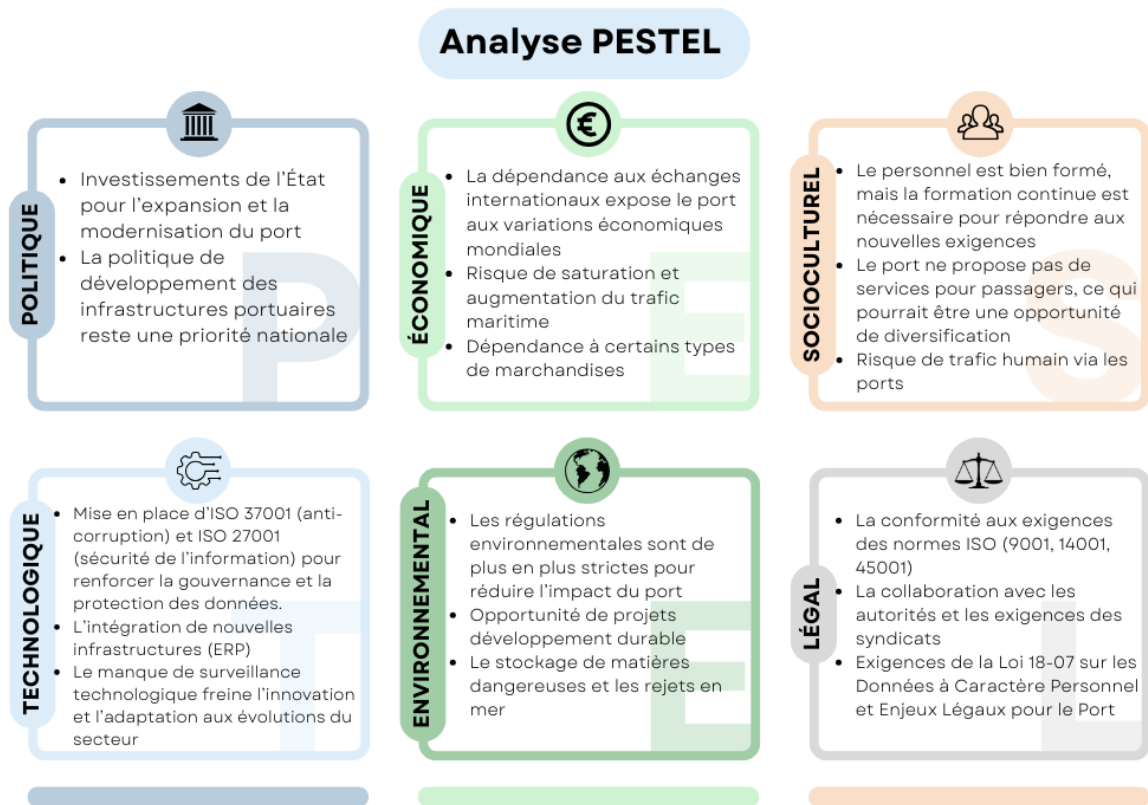 Analyse PESTEL
POLITIQUE
• Investissements de l'État
pour l'expansion et la
modernisation du port
• La politique de
développement des
infrastructures portuaires
reste une priorité nationale
P
ÉCONOMIQUE
• La dépendance aux échanges
internationaux expose le port
aux variations économiques
mondiales
• Risque de saturation et
augmentation du trafic
maritime
• Dépendance à certains types
de marchandises
E
SOCIOCULTUREL
• Le personnel est bien formé,
mais la formation continue est
nécessaire pour répondre aux
nouvelles exigences
• Le port ne propose pas de
services pour passagers, ce qui
pourrait être une opportunité
de diversification
• Risque de trafic humain via les
ports
S
TECHNOLOGIQUE
• Mise en place d'ISO 37001 (anti-
corruption) et ISO 27001
(sécurité de l'information) pour
renforcer la gouvernance et la
protection des données.
• L'intégration de nouvelles
infrastructures (ERP)
• Le manque de surveillance
technologique freine l'innovation
et l'adaptation aux évolutions du
secteur
T
ENVIRONNEMENTAL
• Les régulations
environnementales sont de
plus en plus strictes pour
réduire l'impact du port
• Opportunité de projets
développement durable
• Le stockage de matières
dangereuses et les rejets en
mer
E
LÉGAL
• La conformité aux exigences
des normes ISO (9001, 14001,
45001)
• La collaboration avec les
autorités et les exigences des
syndicats
• Exigences de la Loi 18-07 sur les
Données à Caractère Personnel
et Enjeux Légaux pour le Port
L